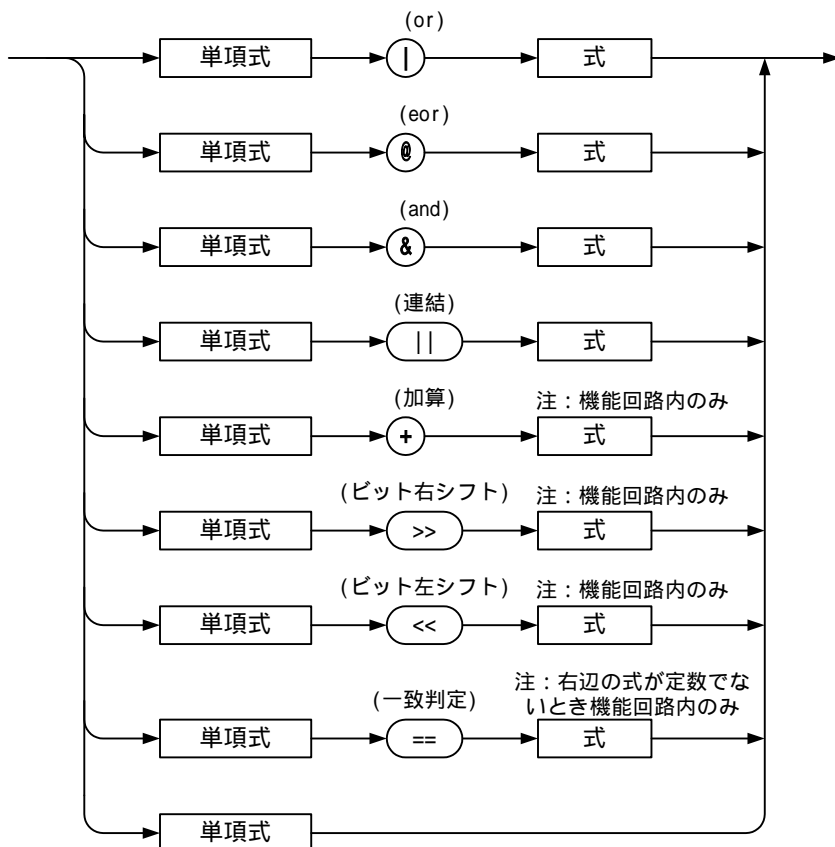 (or)
単項式 | 式
(eor)
単項式 @ 式
(and)
単項式 & 式
(連結)
単項式 || 式
(加算) 注：機能回路内のみ
単項式 + 式
(ビット右シフト) 注：機能回路内のみ
単項式 >> 式
(ビット左シフト) 注：機能回路内のみ
単項式 << 式
(一致判定) 注：右辺の式が定数でな
いとき機能回路内のみ
単項式 == 式
単項式